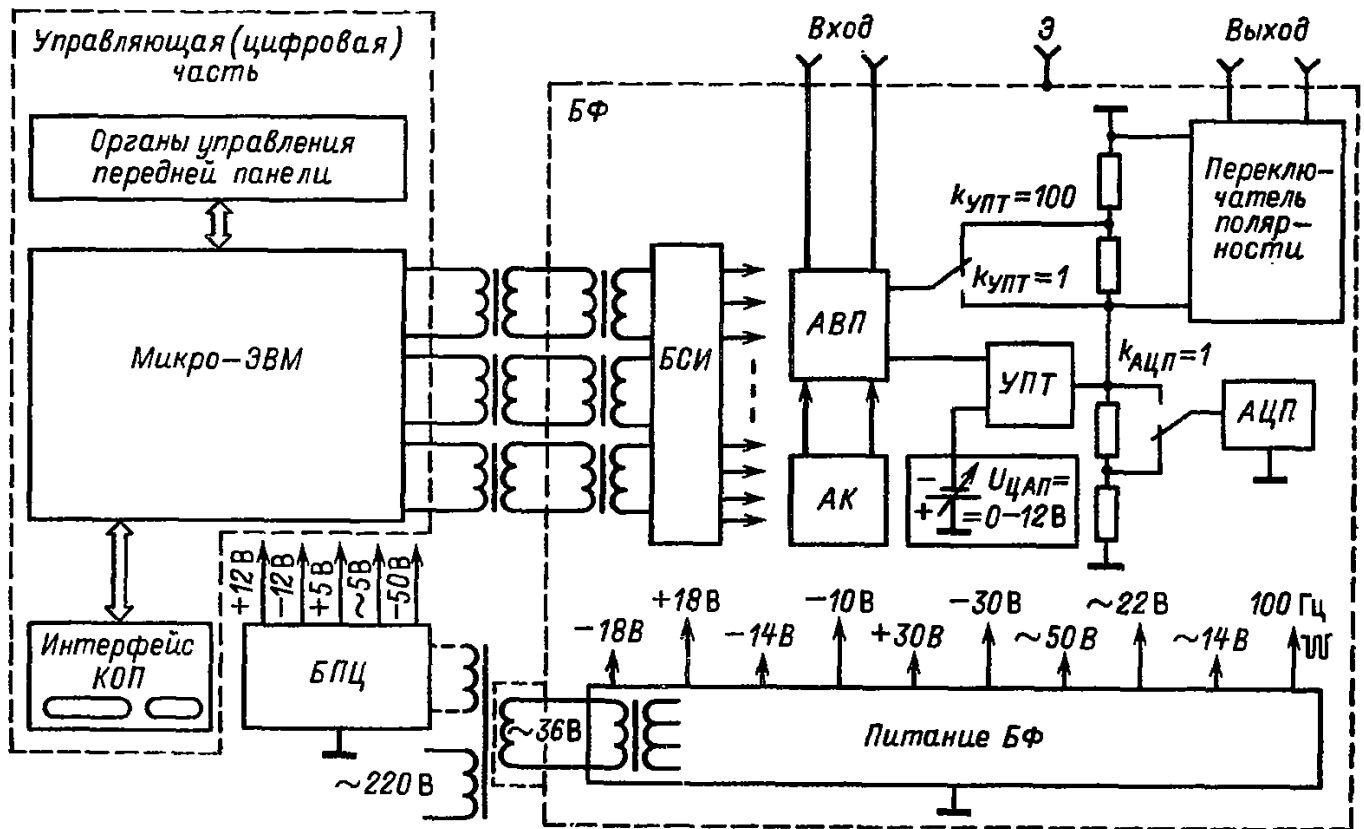 Управляющая (цифровая)
часть
Органы управления
передней панели
Микро-ЭВМ
Интерфейс
КОП
+12В
-12В
+5В
~5В
-50В
БПЦ
~220В
~36В
БФ
БСИ
Вход
Э
Выход
АВП
АК
kУПТ=100
kУПТ=1
УПТ
kАЦП=1
АЦП
Переклю-
чатель
поляр-
ности
- UЦАП=
+ =0-12В
-18В
+18В
-14В
-10В
+30В
-30В
~50В
~22В
~14В
100 Гц
Питание БФ